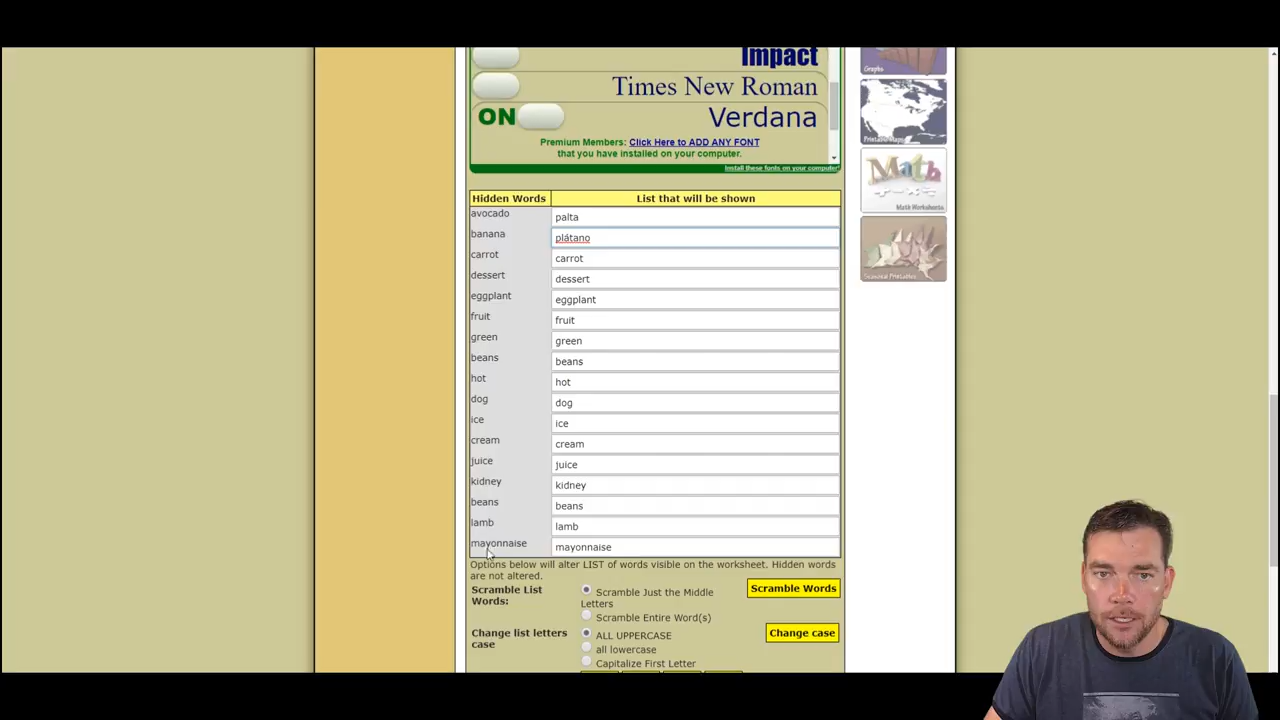 Impact
Times New Roman
ON Verdana
Premium Members: Click Here to ADD ANY FONT
that you have installed on your computer.
Install these fonts on your computer!
Graphs
Printable Maps
Math
Math Worksheets
Seasonal Printables
Hidden Words List that will be shown
avocado palta
banana plátano
carrot carrot
dessert dessert
eggplant eggplant
fruit fruit
green green
beans beans
hot hot
dog dog
ice ice
cream cream
juice juice
kidney kidney
beans beans
lamb lamb
mayonnaise mayonnaise
Options below will alter LIST of words visible on the worksheet. Hidden words
are not altered.
Scramble List Words: Scramble Just the Middle Letters Scramble Words
Scramble Entire Word(s)
Change list letters case ALL UPPERCASE Change case
all lowercase
Capitalize First Letter